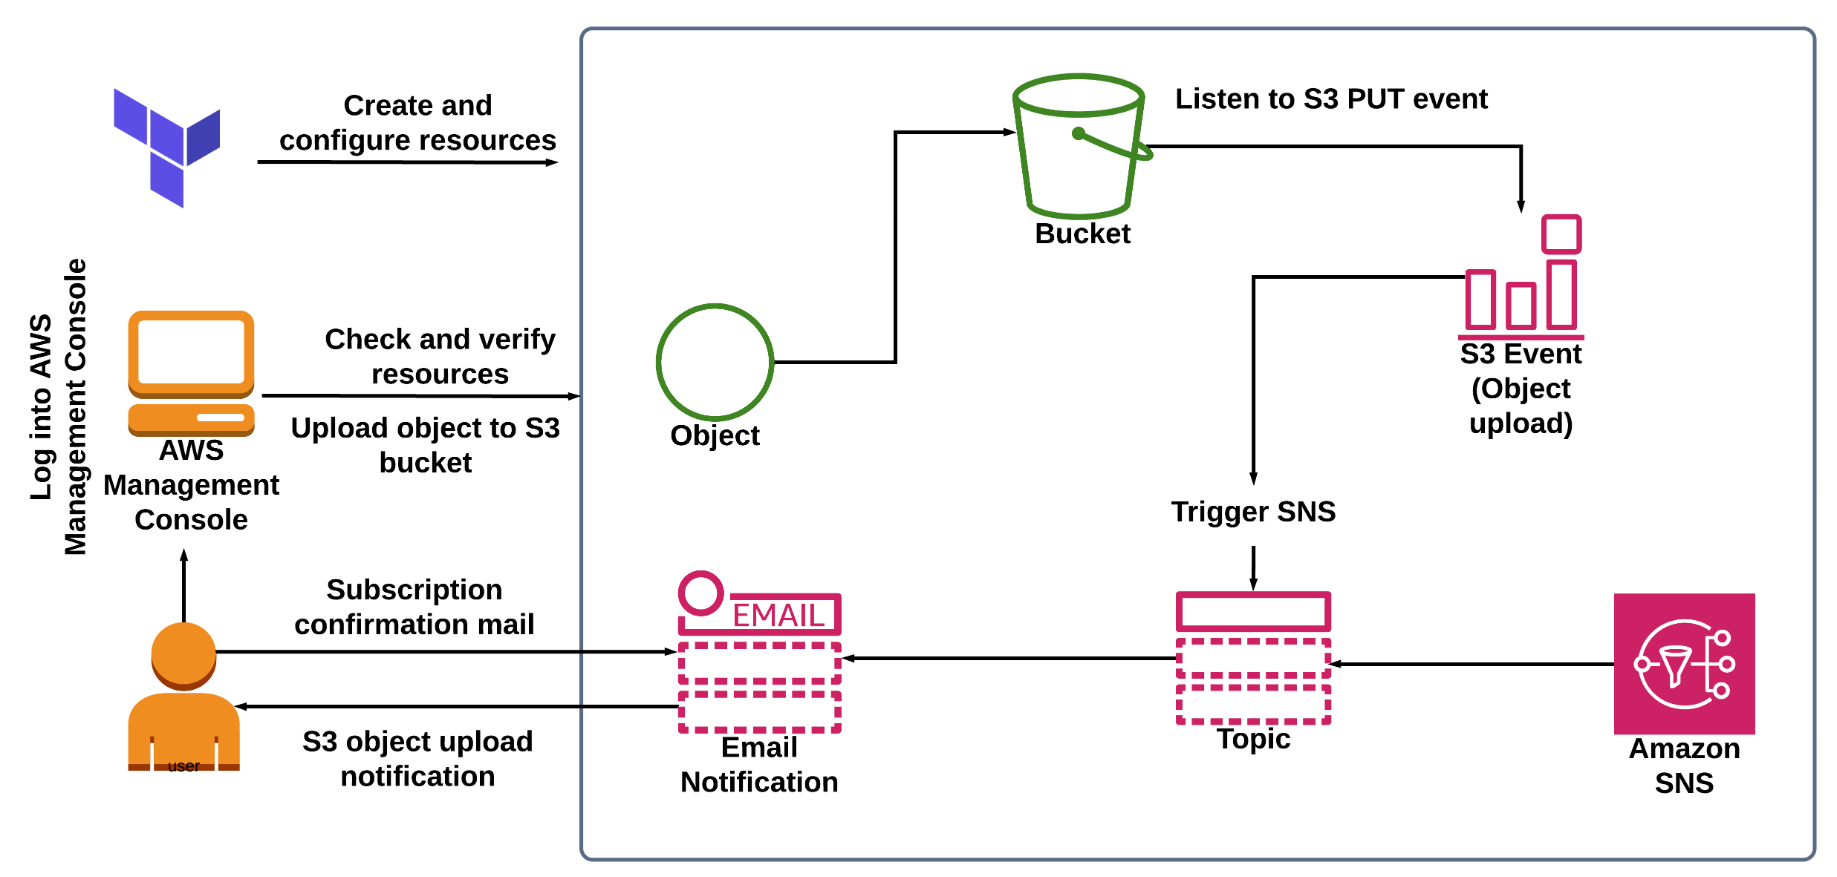 Create and
configure resources
Listen to S3 PUT event
Bucket
Log into AWS
Management Console
Check and verify
resources
Upload object to S3
bucket
AWS
Management
Console
Object
S3 Event
(Object
upload)
Trigger SNS
Subscription
confirmation mail
EMAIL
user
S3 object upload
notification
Email
Notification
Topic
Amazon
SNS